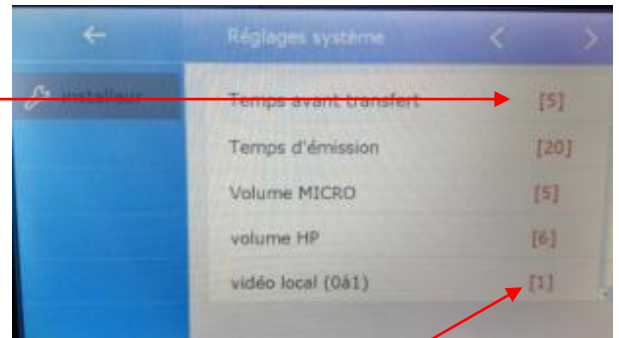 Réglages système
installeur
Temps avant transfert [5]
Temps d'émission [20]
Volume MICRO [5]
volume HP [6]
vidéo local (0à1) [1]